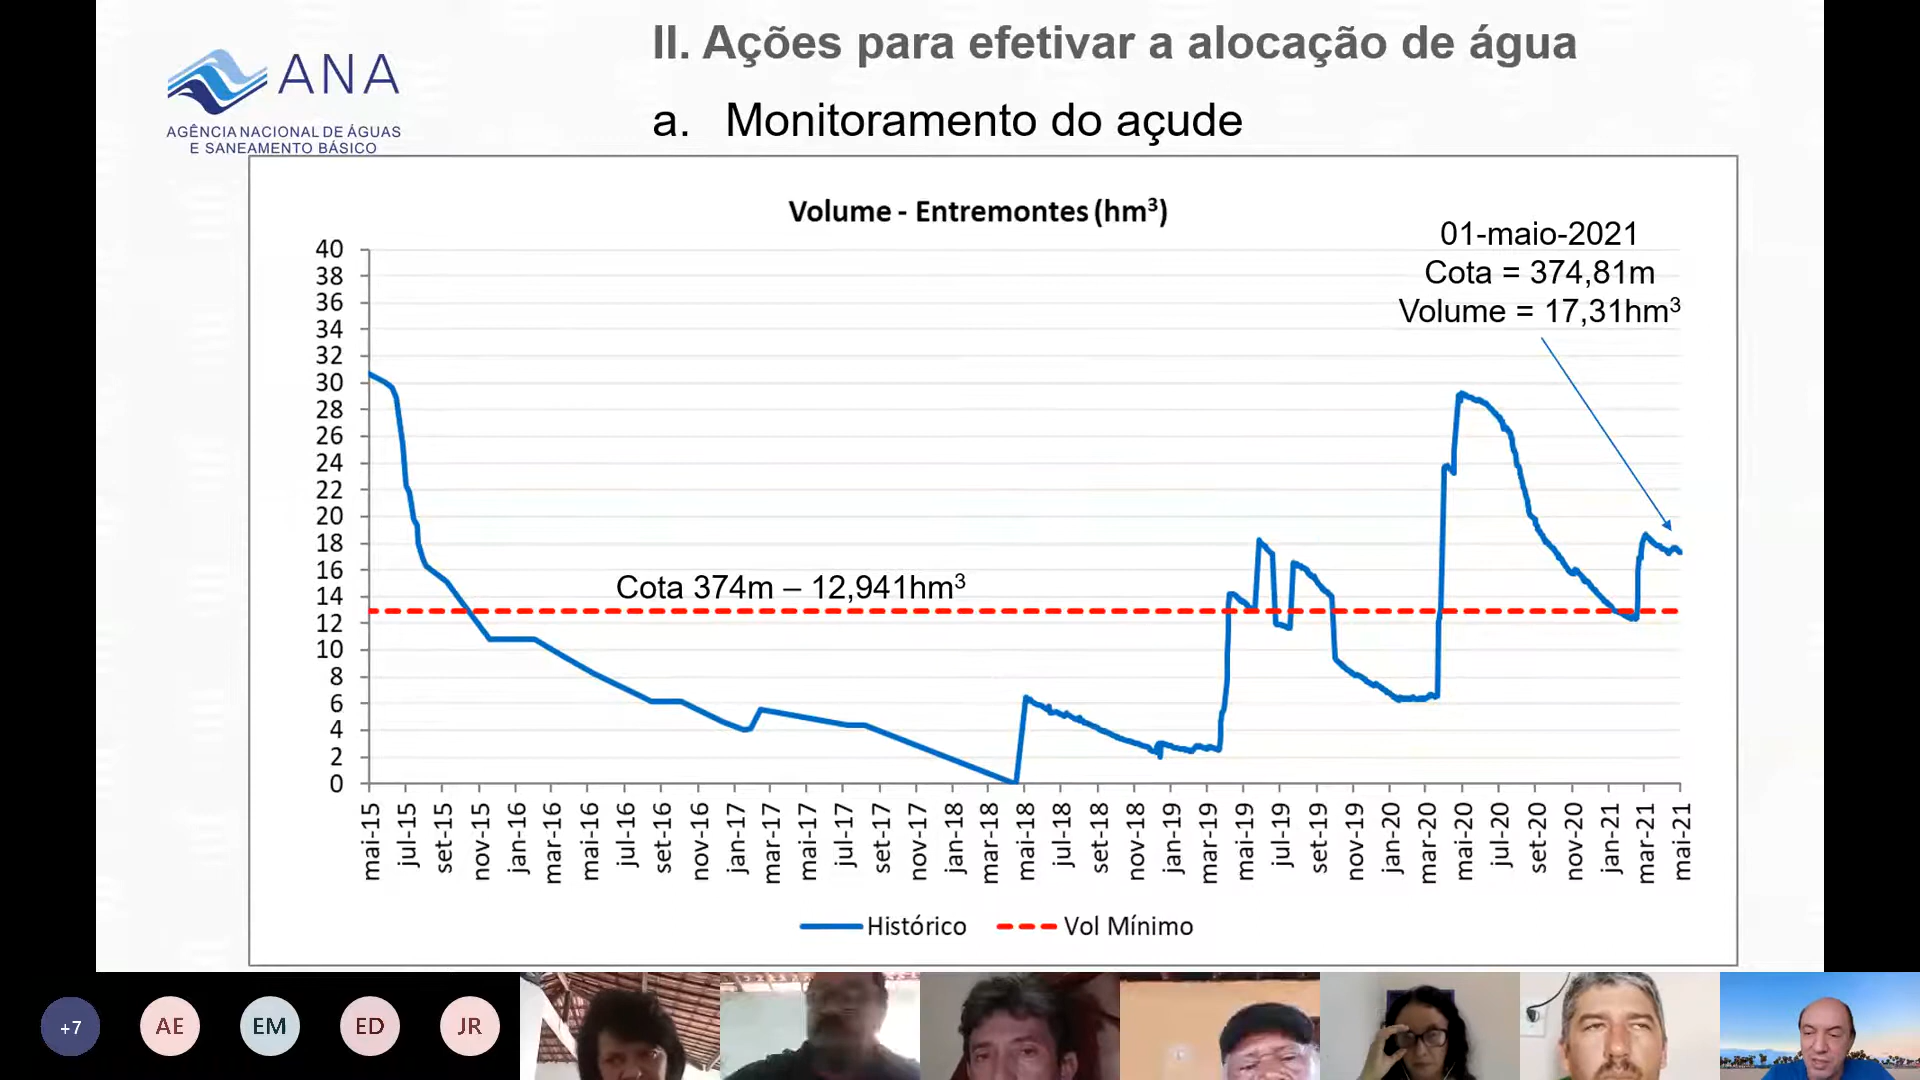 II. Ações para efetivar a alocação de água
ANA
AGÊNCIA NACIONAL DE ÁGUAS
E SANEAMENTO BÁSICO
a. Monitoramento do açude
Volume - Entremontes (hm³)
01-maio-2021
Cota = 374,81m
Volume = 17,31hm³
40
38
36
34
32
30
28
26
24
22
20
18
16
14
12
10
8
6
4
2
0
Cota 374m – 12,941hm³
mai-15
jul-15
set-15
nov-15
jan-16
mar-16
mai-16
jul-16
set-16
nov-16
jan-17
mar-17
mai-17
jul-17
set-17
nov-17
jan-18
mar-18
mai-18
jul-18
set-18
nov-18
jan-19
mar-19
mai-19
jul-19
set-19
nov-19
jan-20
mar-20
mai-20
jul-20
set-20
nov-20
jan-21
mar-21
mai-21
Histórico
Vol Mínimo
+7
AE
EM
ED
JR